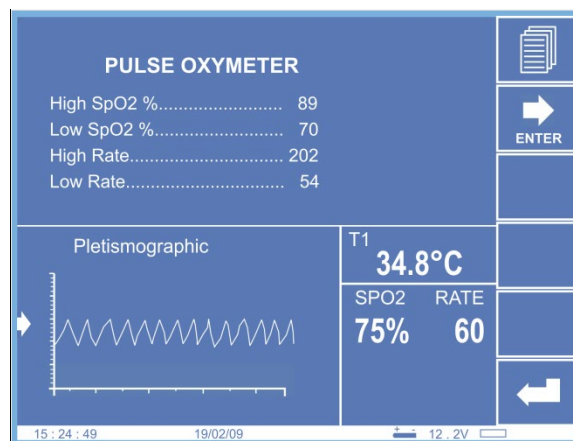 PULSE OXYMETER
High SpO2 %........................ 89
Low SpO2 %......................... 70
High Rate............................ 202
Low Rate.............................. 54
ENTER
Pletismographic
T1
34.8°C
SPO2 RATE
75% 60
15 : 24 : 49 19/02/09 + - 12 . 2V